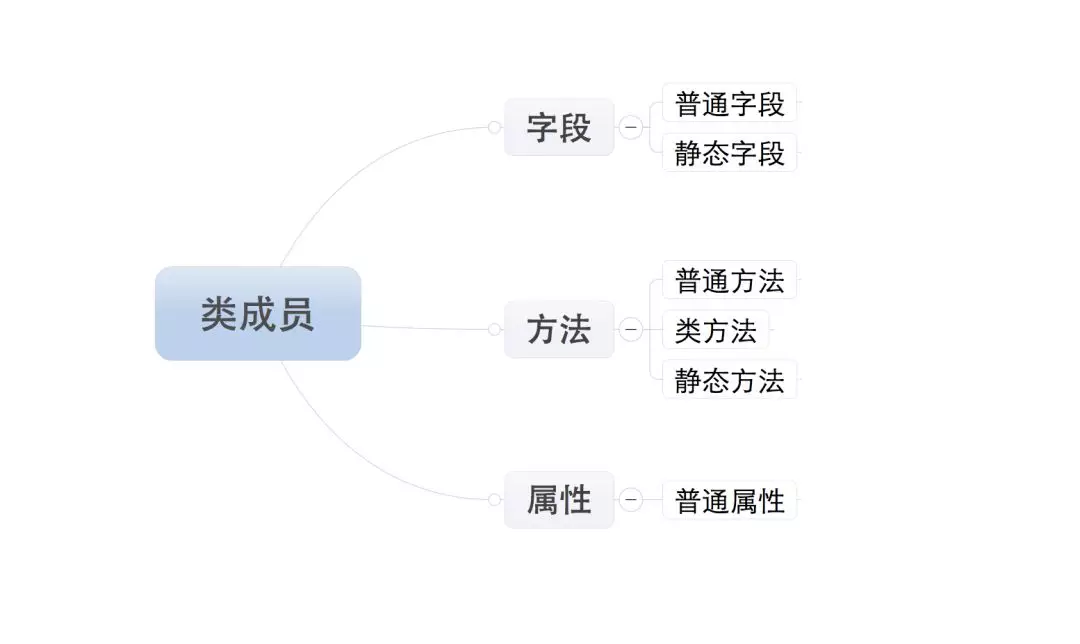 类成员
字段
普通字段
静态字段
方法
普通方法
类方法
静态方法
属性
普通属性